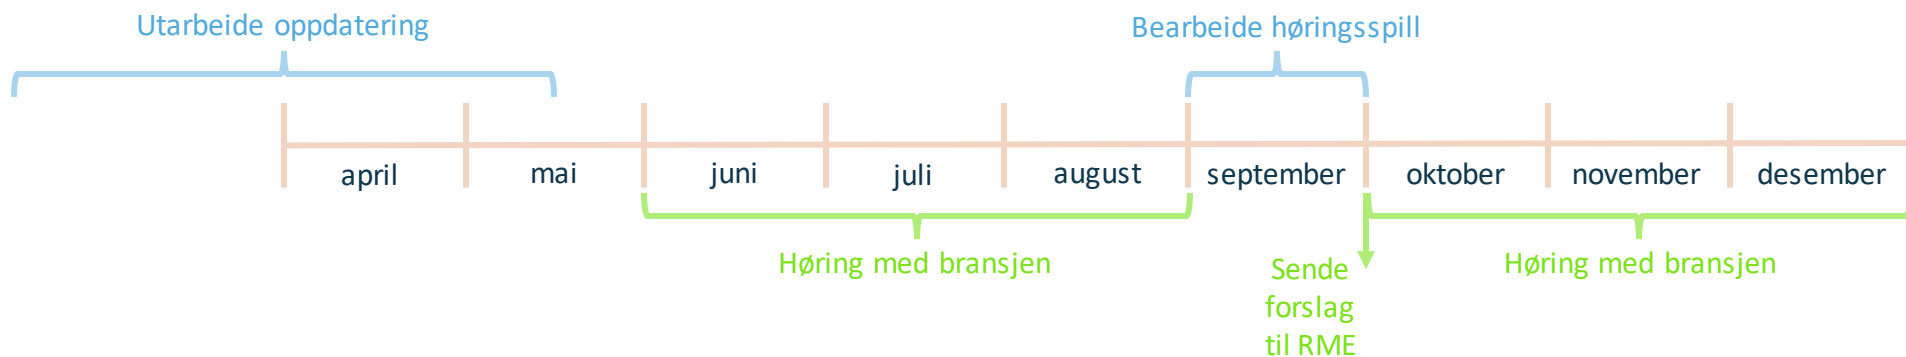 Utarbeide oppdatering
Bearbeide høringsspill
april
mai
juni
juli
august
september
oktober
november
desember
Høring med bransjen
Sende
forslag
til RME
Høring med bransjen